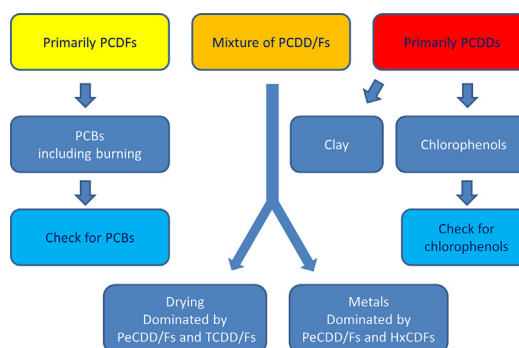 Primarily PCDFs
Mixture of PCDD/Fs
Primarily PCDDs
PCBs
including burning
Clay
Chlorophenols
Check for PCBs
Check for
chlorophenols
Drying
Dominated by
PeCDD/Fs and TCDD/Fs
Metals
Dominated by
PeCDD/Fs and HxCDFs